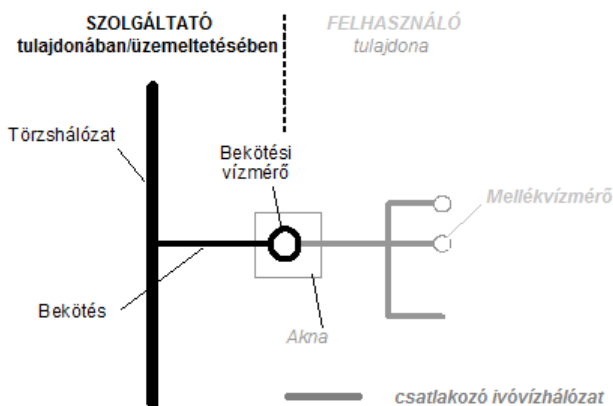 SZOLGÁLTATÓ
tulajdonában/üzemeltetésében
FELHASZNÁLÓ
tulajdona
Törzshálózat
Bekötési
vízmérő
Mellékvízmérő
Bekötés
Akna
csatlakozó ivóvízhálózat